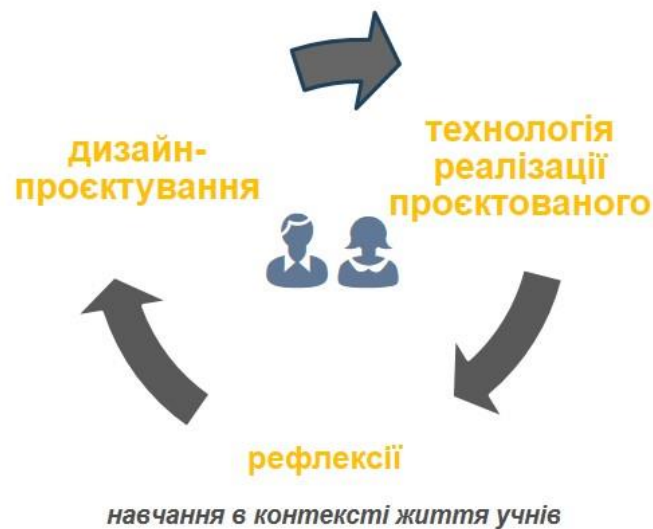 дизайн-
проєктування
технологія
реалізації
проєктованого
рефлексії
навчання в контексті життя учнів